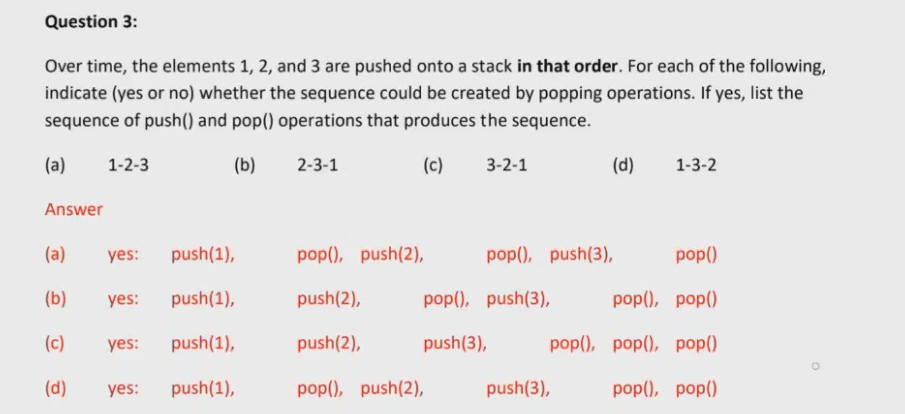 Question 3:
Over time, the elements 1, 2, and 3 are pushed onto a stack in that order. For each of the following,
indicate (yes or no) whether the sequence could be created by popping operations. If yes, list the
sequence of push() and pop() operations that produces the sequence.
(a) 1-2-3 (b) 2-3-1 (c) 3-2-1 (d) 1-3-2
Answer
(a) yes: push(1), pop(), push(2), pop(), push(3), pop()
(b) yes: push(1), push(2), pop(), push(3), pop(), pop()
(c) yes: push(1), push(2), push(3), pop(), pop(), pop()
(d) yes: push(1), pop(), push(2), push(3), pop(), pop()